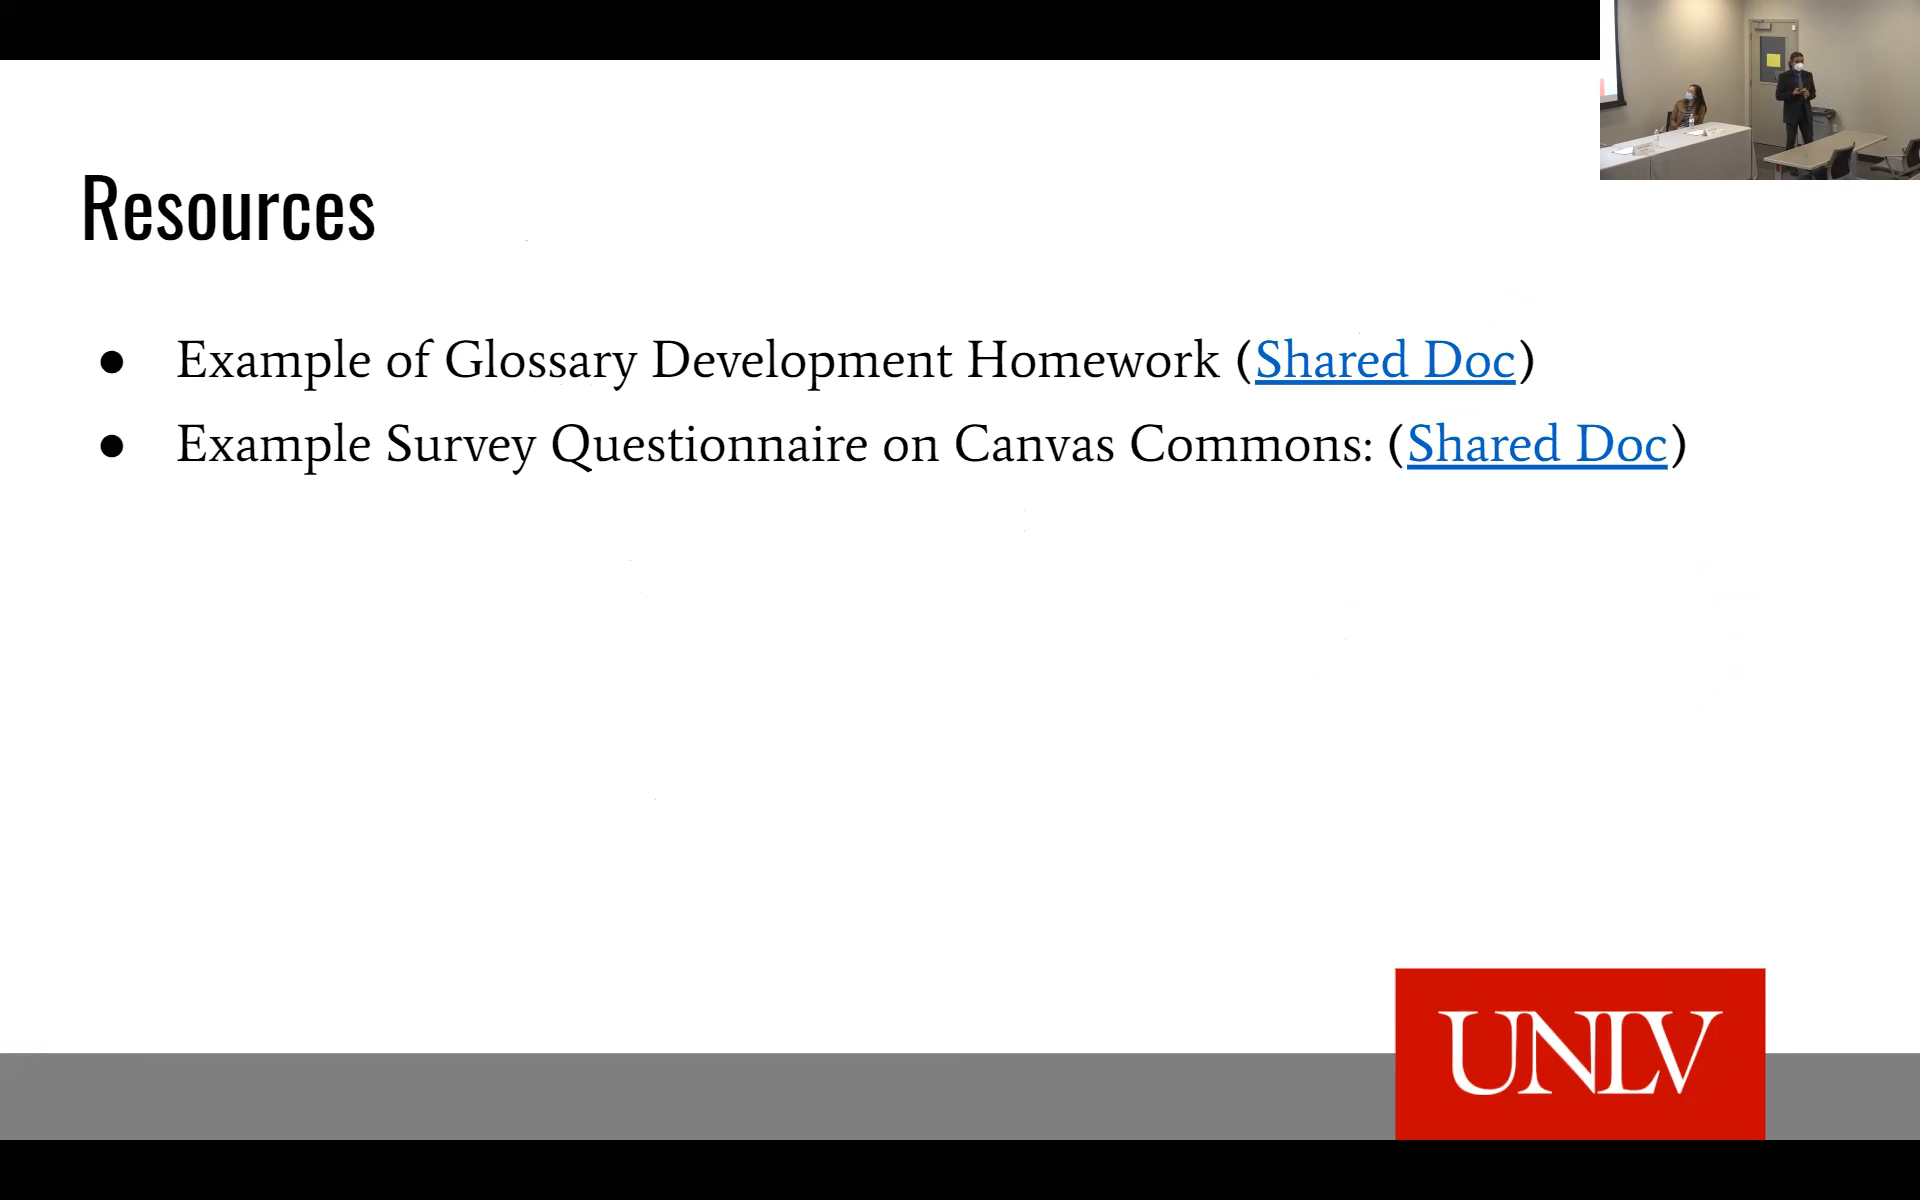 Resources
● Example of Glossary Development Homework (Shared Doc)
● Example Survey Questionnaire on Canvas Commons: (Shared Doc)
UNLV